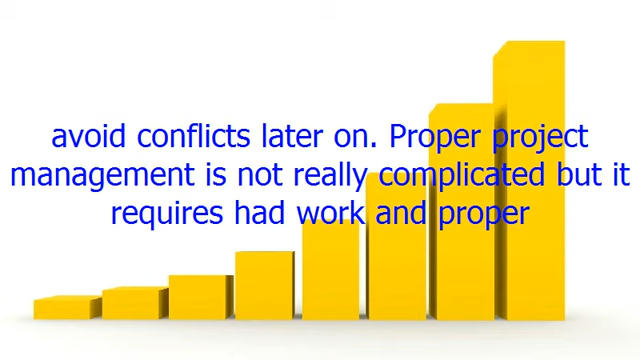 avoid conflicts later on. Proper project
management is not really complicated but it
requires had work and proper